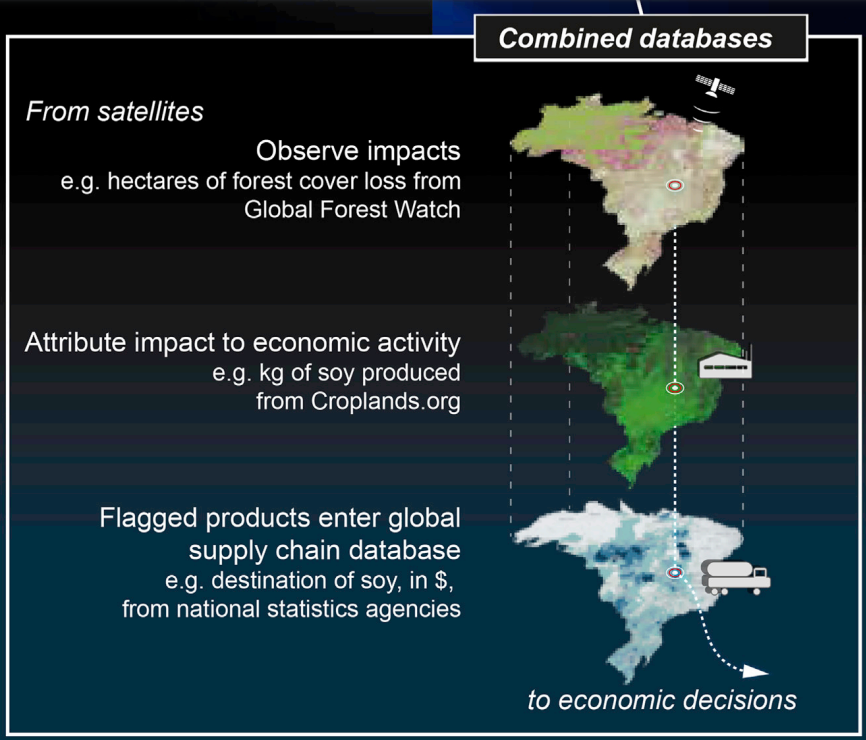 Combined databases
From satellites
Observe impacts
e.g. hectares of forest cover loss from
Global Forest Watch
Attribute impact to economic activity
e.g. kg of soy produced
from Croplands.org
Flagged products enter global
supply chain database
e.g. destination of soy, in $,
from national statistics agencies
to economic decisions